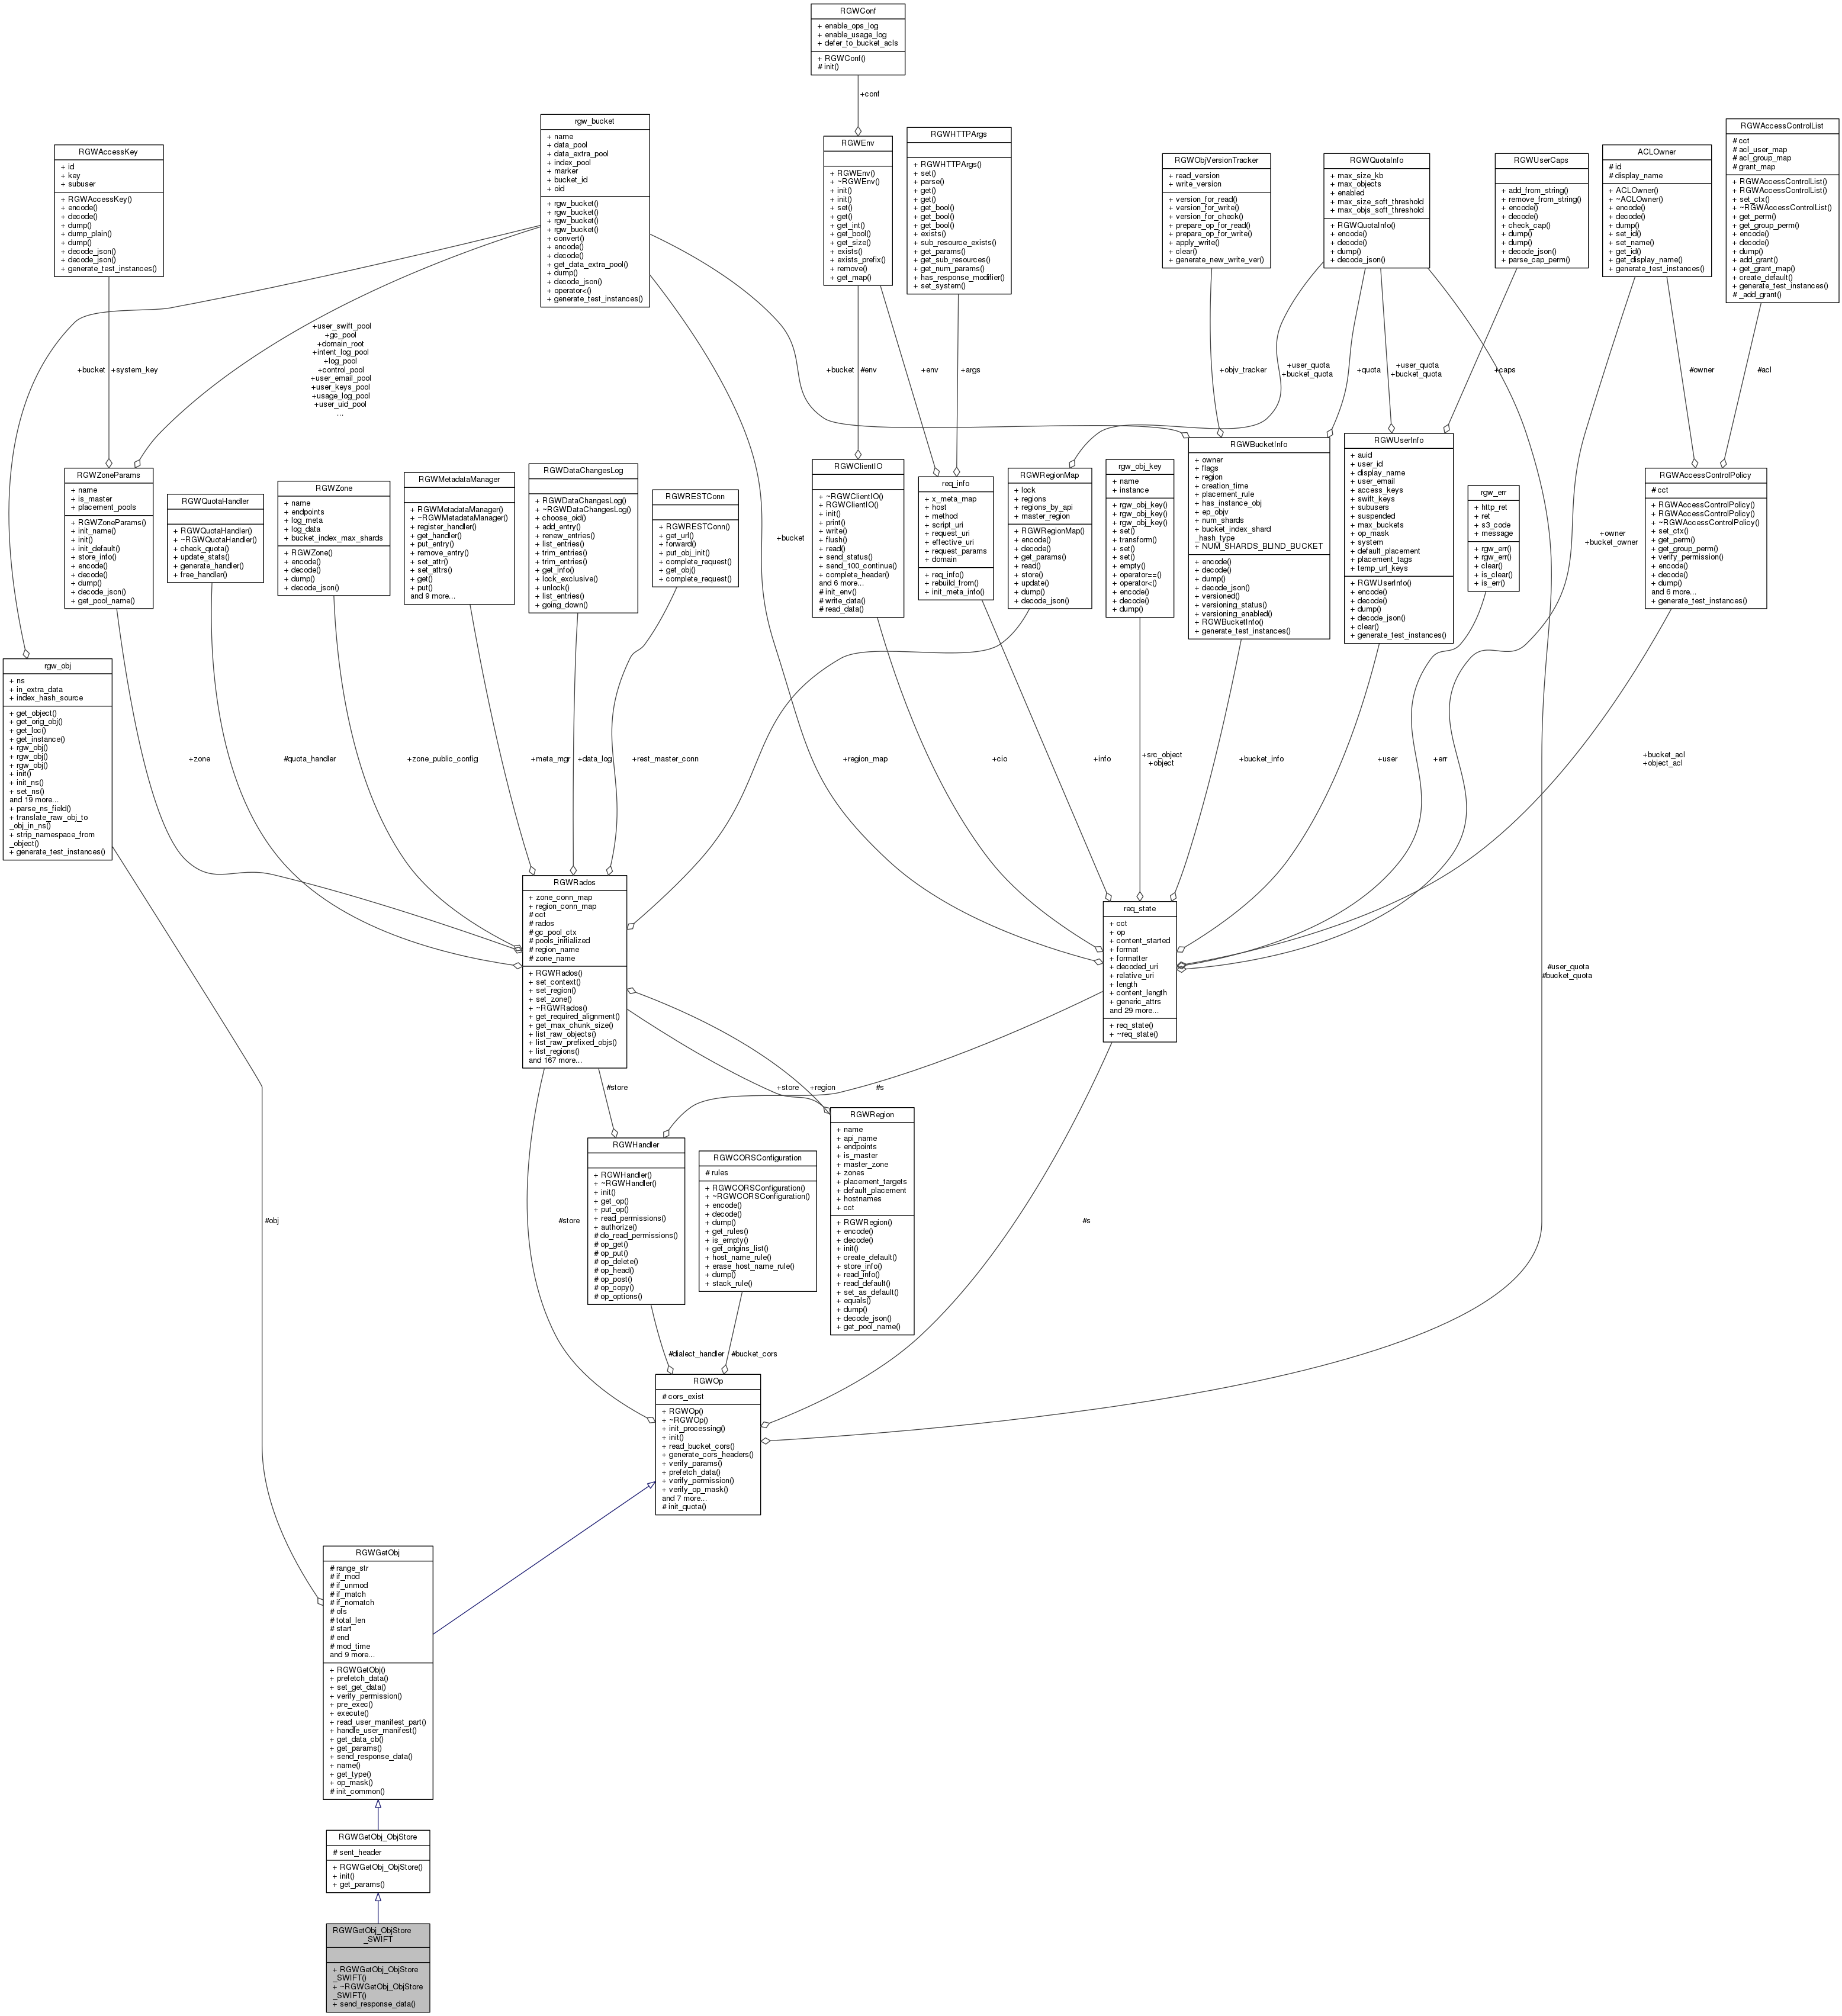 RGWConf
+ enable_ops_log
+ enable_usage_log
+ defer_to_bucket_acls
+ RGWConf()
# init()
+conf
RGWAccessKey
+ id
+ key
+ subuser
+ RGWAccessKey()
+ encode()
+ decode()
+ dump()
+ dump_plain()
+ dump()
+ decode_json()
+ decode_json()
+ generate_test_instances()
rgw_bucket
+ name
+ data_pool
+ data_extra_pool
+ index_pool
+ marker
+ bucket_id
+ oid
+ rgw_bucket()
+ rgw_bucket()
+ rgw_bucket()
+ rgw_bucket()
+ convert()
+ encode()
+ decode()
+ get_data_extra_pool()
+ dump()
+ decode_json()
+ operator<()
+ generate_test_instances()
RGWEnv
+ RGWEnv()
+ ~RGWEnv()
+ init()
+ init()
+ set()
+ get()
+ get_int()
+ get_bool()
+ get_size()
+ exists()
+ exists_prefix()
+ remove()
+ get_map()
RGWHTTPArgs
+ RGWHTTPArgs()
+ set()
+ parse()
+ get()
+ get()
+ get_bool()
+ get_bool()
+ get_bool()
+ exists()
+ sub_resource_exists()
+ get_params()
+ get_sub_resources()
+ get_num_params()
+ has_response_modifier()
+ set_system()
RGWObjVersionTracker
+ read_version
+ write_version
+ version_for_read()
+ version_for_write()
+ version_for_check()
+ prepare_op_for_read()
+ prepare_op_for_write()
+ apply_write()
+ clear()
+ generate_new_write_ver()
RGWQuotaInfo
+ max_size_kb
+ max_objects
+ enabled
+ max_size_soft_threshold
+ max_objs_soft_threshold
+ RGWQuotaInfo()
+ encode()
+ decode()
+ dump()
+ decode_json()
RGWUserCaps
+ add_from_string()
+ remove_from_string()
+ encode()
+ decode()
+ check_cap()
+ dump()
+ dump()
+ decode_json()
+ parse_cap_perm()
ACLOwner
# id
# display_name
+ ACLOwner()
+ ~ACLOwner()
+ encode()
+ decode()
+ dump()
+ set_id()
+ set_name()
+ get_id()
+ get_display_name()
+ generate_test_instances()
RGWAccessControlList
# cct
# acl_user_map
# acl_group_map
# grant_map
+ RGWAccessControlList()
+ RGWAccessControlList()
+ set_ctx()
+ ~RGWAccessControlList()
+ get_perm()
+ get_group_perm()
+ encode()
+ decode()
+ dump()
+ add_grant()
+ get_grant_map()
+ create_default()
+ generate_test_instances()
# _add_grant()
+bucket
+system_key
+user_swift_pool
+gc_pool
+domain_root
+intent_log_pool
+log_pool
+control_pool
+user_email_pool
+user_keys_pool
+usage_log_pool
+user_uid_pool
...
+bucket
#env
+env
+args
+objv_tracker
+user_quota
+bucket_quota
+quota
+user_quota
+bucket_quota
+caps
#owner
#acl
RGWZoneParams
+ name
+ is_master
+ placement_pools
+ RGWZoneParams()
+ init_name()
+ init()
+ init_default()
+ store_info()
+ encode()
+ decode()
+ dump()
+ decode_json()
+ get_pool_name()
RGWQuotaHandler
+ RGWQuotaHandler()
+ ~RGWQuotaHandler()
+ check_quota()
+ update_stats()
+ generate_handler()
+ free_handler()
RGWZone
+ name
+ endpoints
+ log_meta
+ log_data
+ bucket_index_max_shards
+ RGWZone()
+ encode()
+ decode()
+ dump()
+ decode_json()
RGWMetadataManager
+ RGWMetadataManager()
+ ~RGWMetadataManager()
+ register_handler()
+ get_handler()
+ put_entry()
+ remove_entry()
+ set_attr()
+ set_attrs()
+ get()
+ put()
and 9 more...
RGWDataChangesLog
+ RGWDataChangesLog()
+ ~RGWDataChangesLog()
+ choose_oid()
+ add_entry()
+ renew_entries()
+ list_entries()
+ trim_entries()
+ trim_entries()
+ get_info()
+ lock_exclusive()
+ unlock()
+ list_entries()
+ going_down()
RGWRESTConn
+ RGWRESTConn()
+ get_url()
+ forward()
+ put_obj_init()
+ complete_request()
+ get_obj()
+ complete_request()
+bucket
RGWClientIO
+ ~RGWClientIO()
+ RGWClientIO()
+ init()
+ print()
+ write()
+ flush()
+ read()
+ send_status()
+ send_100_continue()
+ complete_header()
and 6 more...
# init_env()
# write_data()
# read_data()
req_info
+ x_meta_map
+ host
+ method
+ script_uri
+ request_uri
+ effective_uri
+ request_params
+ domain
+ req_info()
+ rebuild_from()
+ init_meta_info()
RGWRegionMap
+ lock
+ regions
+ regions_by_api
+ master_region
+ RGWRegionMap()
+ encode()
+ decode()
+ get_params()
+ read()
+ store()
+ update()
+ dump()
+ decode_json()
rgw_obj_key
+ name
+ instance
+ rgw_obj_key()
+ rgw_obj_key()
+ rgw_obj_key()
+ set()
+ transform()
+ set()
+ set()
+ empty()
+ operator==()
+ operator<()
+ encode()
+ decode()
+ dump()
RGWBucketInfo
+ owner
+ flags
+ region
+ creation_time
+ placement_rule
+ has_instance_obj
+ ep_objv
+ num_shards
+ bucket_index_shard
_hash_type
+ NUM_SHARDS_BLIND_BUCKET
+ encode()
+ decode()
+ dump()
+ decode_json()
+ versioned()
+ versioning_status()
+ versioning_enabled()
+ RGWBucketInfo()
+ generate_test_instances()
RGWUserInfo
+ auid
+ user_id
+ display_name
+ user_email
+ access_keys
+ swift_keys
+ subusers
+ suspended
+ max_buckets
+ op_mask
+ system
+ default_placement
+ placement_tags
+ temp_url_keys
+ RGWUserInfo()
+ encode()
+ decode()
+ dump()
+ decode_json()
+ clear()
+ generate_test_instances()
rgw_err
+ http_ret
+ ret
+ s3_code
+ message
+ rgw_err()
+ rgw_err()
+ clear()
+ is_clear()
+ is_err()
+owner
+bucket_owner
RGWAccessControlPolicy
# cct
+ RGWAccessControlPolicy()
+ RGWAccessControlPolicy()
+ ~RGWAccessControlPolicy()
+ set_ctx()
+ get_perm()
+ get_group_perm()
+ verify_permission()
+ encode()
+ decode()
+ dump()
and 6 more...
+ generate_test_instances()
rgw_obj
+ ns
+ in_extra_data
+ index_hash_source
+ get_object()
+ get_orig_obj()
+ get_loc()
+ get_instance()
+ rgw_obj()
+ rgw_obj()
+ rgw_obj()
+ init()
+ init_ns()
+ set_ns()
and 19 more...
+ parse_ns_field()
+ translate_raw_obj_to
_obj_in_ns()
+ strip_namespace_from
_object()
+ generate_test_instances()
+zone
#quota_handler
+zone_public_config
+meta_mgr
+data_log
+rest_master_conn
+region_map
+cio
+info
+src_object
+object
+bucket_info
+user
+err
+bucket_acl
+object_acl
RGWRados
+ zone_conn_map
+ region_conn_map
# cct
# rados
# gc_pool_ctx
# pools_initialized
# region_name
# zone_name
+ RGWRados()
+ set_context()
+ set_region()
+ set_zone()
+ ~RGWRados()
+ get_required_alignment()
+ get_max_chunk_size()
+ list_raw_objects()
+ list_raw_prefixed_objs()
+ list_regions()
and 167 more...
req_state
+ cct
+ op
+ content_started
+ format
+ formatter
+ decoded_uri
+ relative_uri
+ length
+ content_length
+ generic_attrs
and 29 more...
+ req_state()
+ ~req_state()
#user_quota
#bucket_quota
#store
+store
+region
#s
RGWHandler
+ RGWHandler()
+ ~RGWHandler()
+ init()
+ get_op()
+ put_op()
+ read_permissions()
+ authorize()
# do_read_permissions()
# op_get()
# op_put()
# op_delete()
# op_head()
# op_post()
# op_copy()
# op_options()
RGWCORSConfiguration
# rules
+ RGWCORSConfiguration()
+ ~RGWCORSConfiguration()
+ encode()
+ decode()
+ dump()
+ get_rules()
+ is_empty()
+ get_origins_list()
+ host_name_rule()
+ erase_host_name_rule()
+ dump()
+ stack_rule()
RGWRegion
+ name
+ api_name
+ endpoints
+ is_master
+ master_zone
+ zones
+ placement_targets
+ default_placement
+ hostnames
+ cct
+ RGWRegion()
+ encode()
+ decode()
+ init()
+ create_default()
+ store_info()
+ read_info()
+ read_default()
+ set_as_default()
+ equals()
+ dump()
+ decode_json()
+ get_pool_name()
#obj
#store
#s
#dialect_handler
#bucket_cors
RGWOp
# cors_exist
+ RGWOp()
+ ~RGWOp()
+ init_processing()
+ init()
+ read_bucket_cors()
+ generate_cors_headers()
+ verify_params()
+ prefetch_data()
+ verify_permission()
+ verify_op_mask()
and 7 more...
# init_quota()
RGWGetObj
# range_str
# if_mod
# if_unmod
# if_match
# if_nomatch
# ofs
# total_len
# start
# end
# mod_time
and 9 more...
+ RGWGetObj()
+ prefetch_data()
+ set_get_data()
+ verify_permission()
+ pre_exec()
+ execute()
+ read_user_manifest_part()
+ handle_user_manifest()
+ get_data_cb()
+ get_params()
+ send_response_data()
+ name()
+ get_type()
+ op_mask()
# init_common()
RGWGetObj_ObjStore
# sent_header
+ RGWGetObj_ObjStore()
+ init()
+ get_params()
RGWGetObj_ObjStore
_SWIFT
+ RGWGetObj_ObjStore
_SWIFT()
+ ~RGWGetObj_ObjStore
_SWIFT()
+ send_response_data()